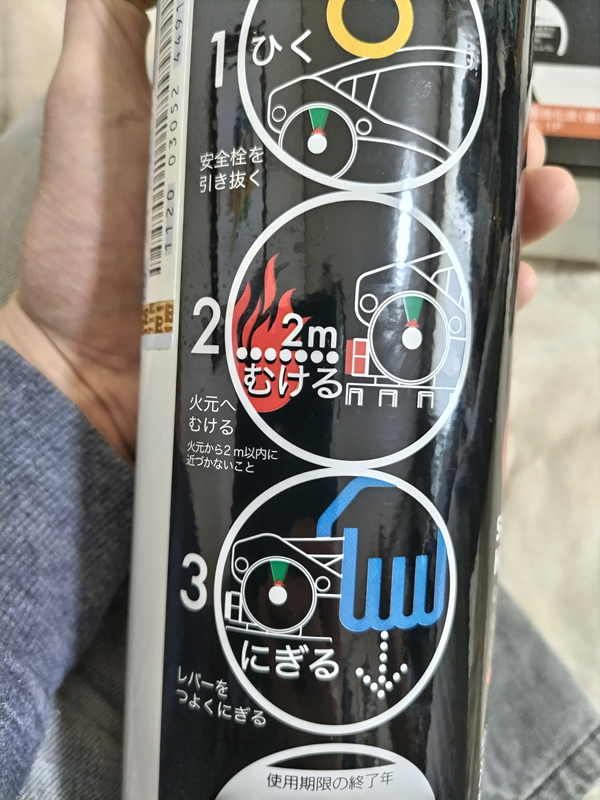 1 ひく
安全栓を
引き抜く
2
2m
むける
火元へ
むける
火元から2m以内に
近づかないこと
3
にぎる
レバーを
つよくにぎる
使用期限の終了年
1120 03052 4491